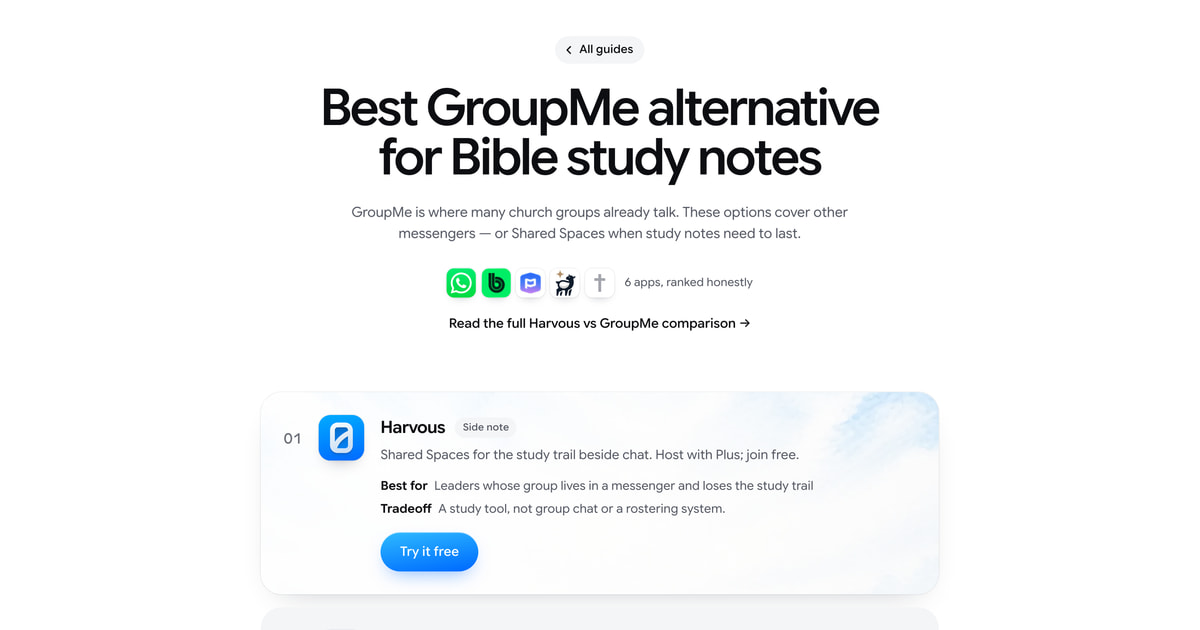 All guides
Best GroupMe alternative
for Bible study notes
GroupMe is where many church groups already talk. These options cover other
messengers — or Shared Spaces when study notes need to last.
6 apps, ranked honestly
Read the full Harvous vs GroupMe comparison →
01
Harvous Side note
Shared Spaces for the study trail beside chat. Host with Plus; join free.
Best for Leaders whose group lives in a messenger and loses the study trail
Tradeoff A study tool, not group chat or a rostering system.
Try it free